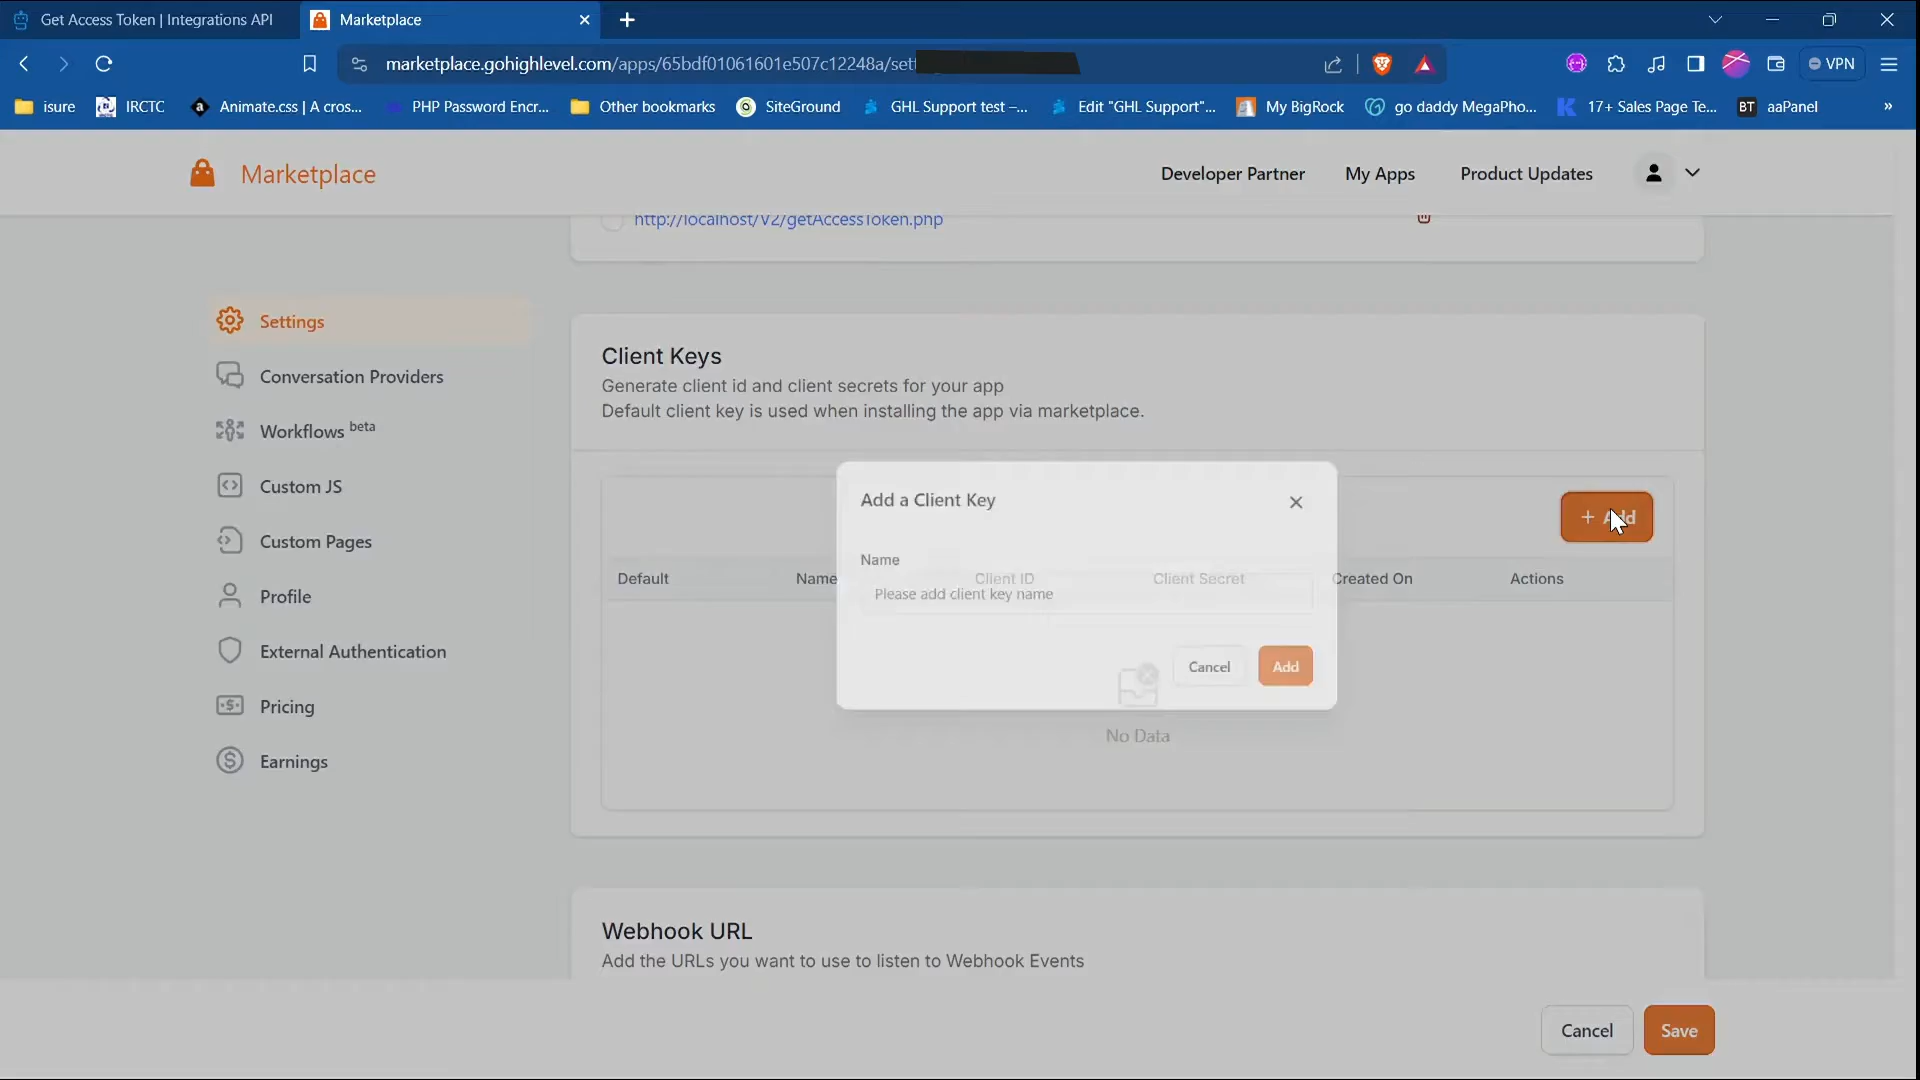 Get Access Token | Integrations API
Marketplace
marketplace.gohighlevel.com/apps/65bdf01061601e507c12248a/set
VPN
isure
IRCTC
Animate.css | A cros...
PHP Password Encr...
Other bookmarks
SiteGround
GHL Support test –...
Edit "GHL Support"...
My BigRock
go daddy MegaPho...
17+ Sales Page Te...
BT aaPanel
Marketplace
Developer Partner
My Apps
Product Updates
http://localhost/V2/getAccessToken.php
Settings
Conversation Providers
Workflows beta
Custom JS
Custom Pages
Profile
External Authentication
Pricing
Earnings
Client Keys
Generate client id and client secrets for your app
Default client key is used when installing the app via marketplace.
+ Add
Default Name Client ID Client Secret Created On Actions
No Data
Add a Client Key
Name
Please add client key name
Cancel
Add
Webhook URL
Add the URLs you want to use to listen to Webhook Events
Cancel
Save